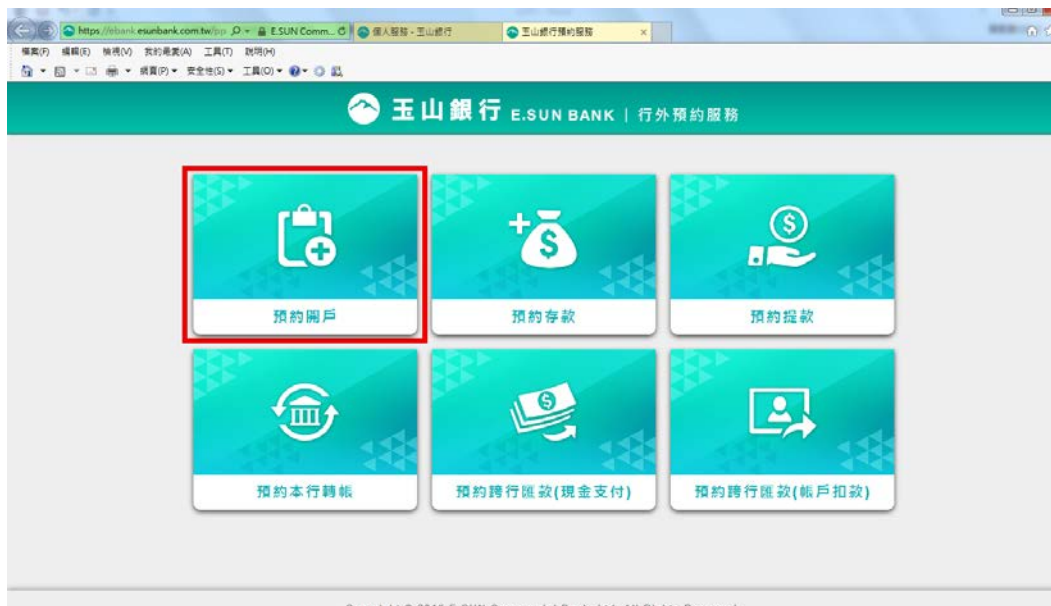 https://ebank.esunbank.com.tw/pp
E.SUN Comm...
個人服務 - 玉山銀行
玉山銀行預約服務
檔案(F) 編輯(E) 檢視(V) 我的最愛(A) 工具(T) 說明(H)
網頁(P) 安全性(S) 工具(O)
玉山銀行 E.SUN BANK | 行外預約服務
預約開戶
預約存款
預約提款
預約本行轉帳
預約跨行匯款(現金支付)
預約跨行匯款(帳戶扣款)